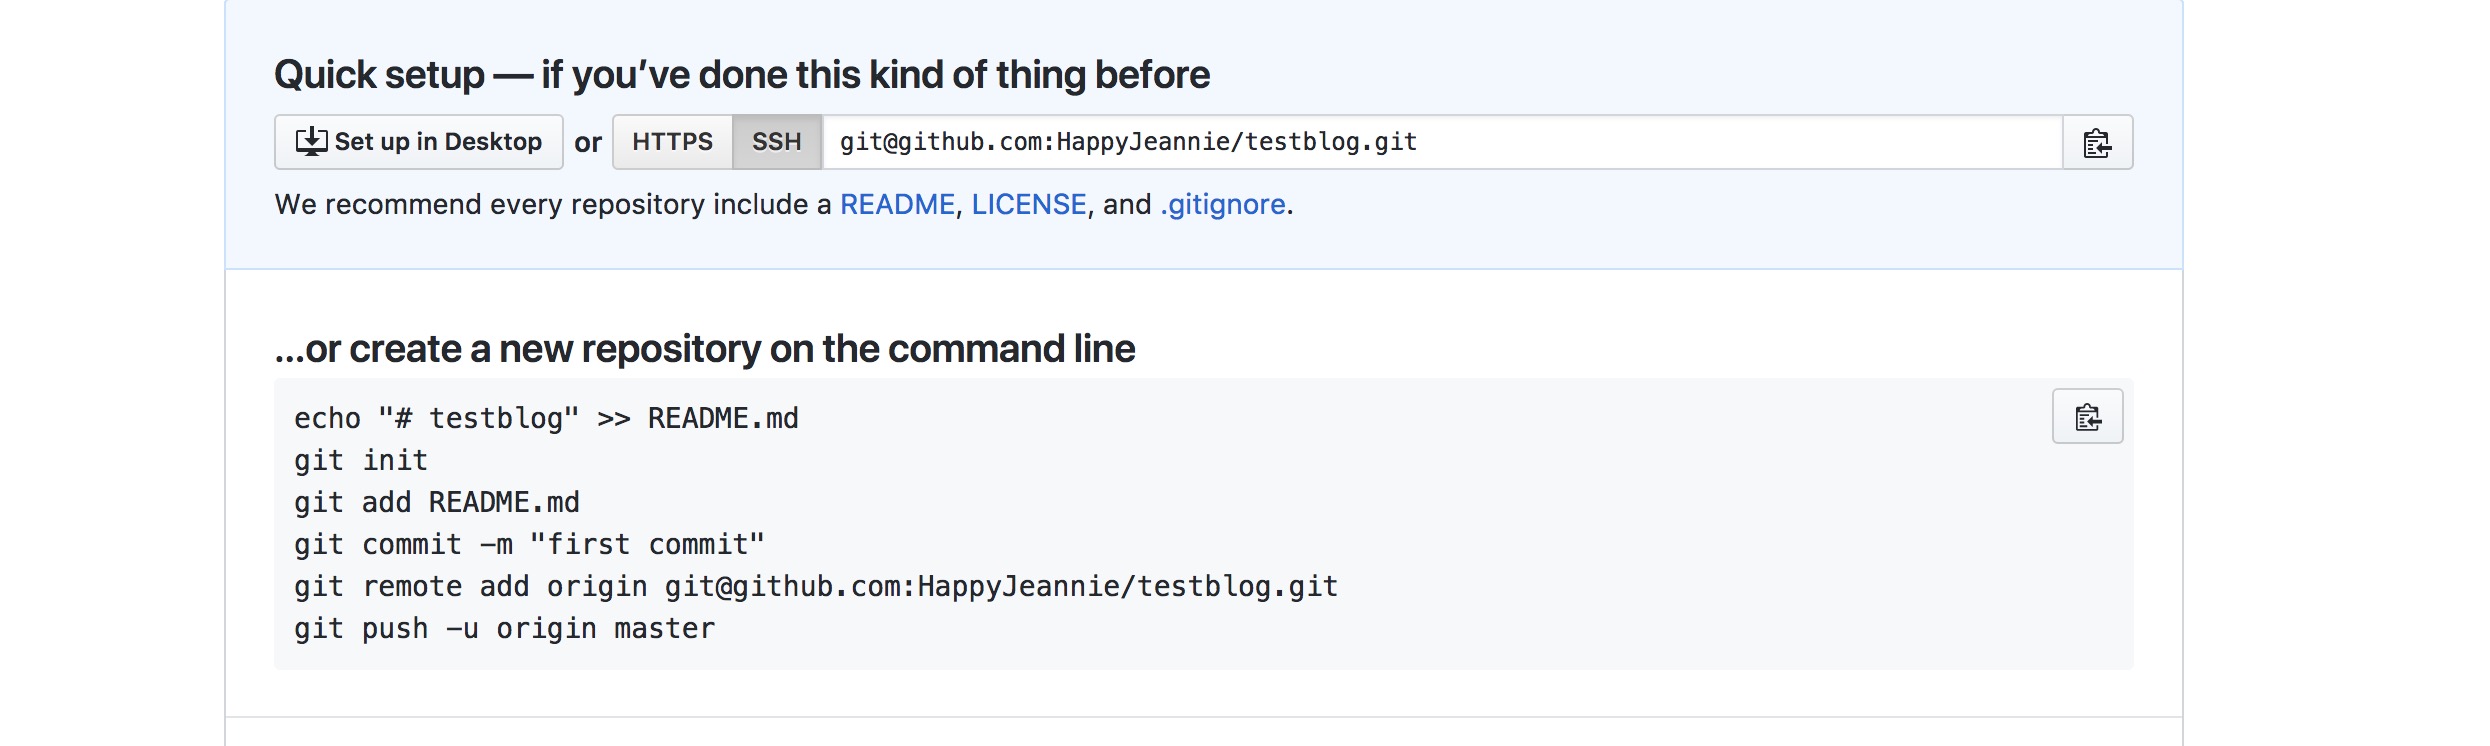 Quick setup — if you’ve done this kind of thing before
Set up in Desktop or HTTPS SSH git@github.com:HappyJeannie/testblog.git
We recommend every repository include a README, LICENSE, and .gitignore.
…or create a new repository on the command line
echo "# testblog" >> README.md
git init
git add README.md
git commit -m "first commit"
git remote add origin git@github.com:HappyJeannie/testblog.git
git push -u origin master